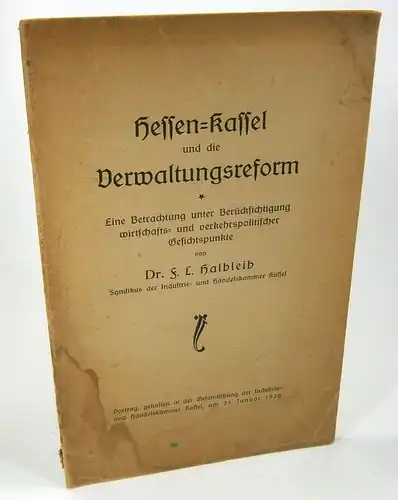 Hessen=Kassel
und die
Verwaltungsreform
*
Eine Betrachtung unter Berücksichtigung
wirtschafts= und verkehrspolitischer
Gesichtspunkte
von
Dr. F. L. Halbleib
Syndikus der Industrie= und Handelskammer Kassel
Vortrag, gehalten in der Gesamtsitzung der Industrie=
und Handelskammer Kassel, am 31. Januar 1928